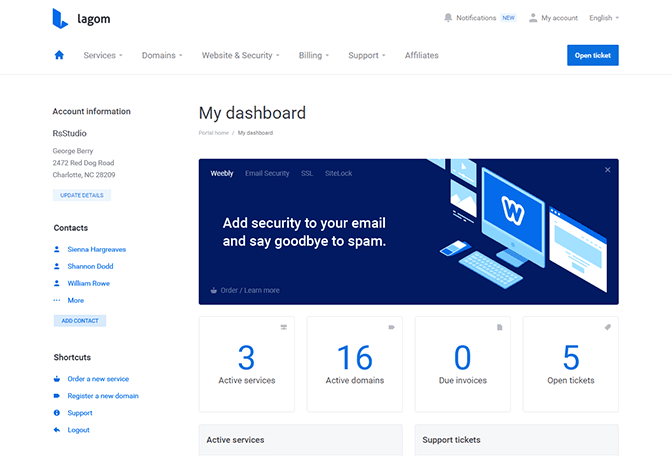 lagom
Notifications NEW My account English
Services Domains Website & Security Billing Support Affiliates Open ticket
Account information
RsStudio
George Berry
2472 Red Dog Road
Charlotte, NC 28209
UPDATE DETAILS
Contacts
Sienna Hargreaves
Shannon Dodd
William Rowe
More
ADD CONTACT
Shortcuts
Order a new service
Register a new domain
Support
Logout
My dashboard
Portal home / My dashboard
Weebly Email Security SSL SiteLock
Add security to your email
and say goodbye to spam.
Order / Learn more
W
3 16 0 5
Active services Active domains Due invoices Open tickets
Active services Support tickets